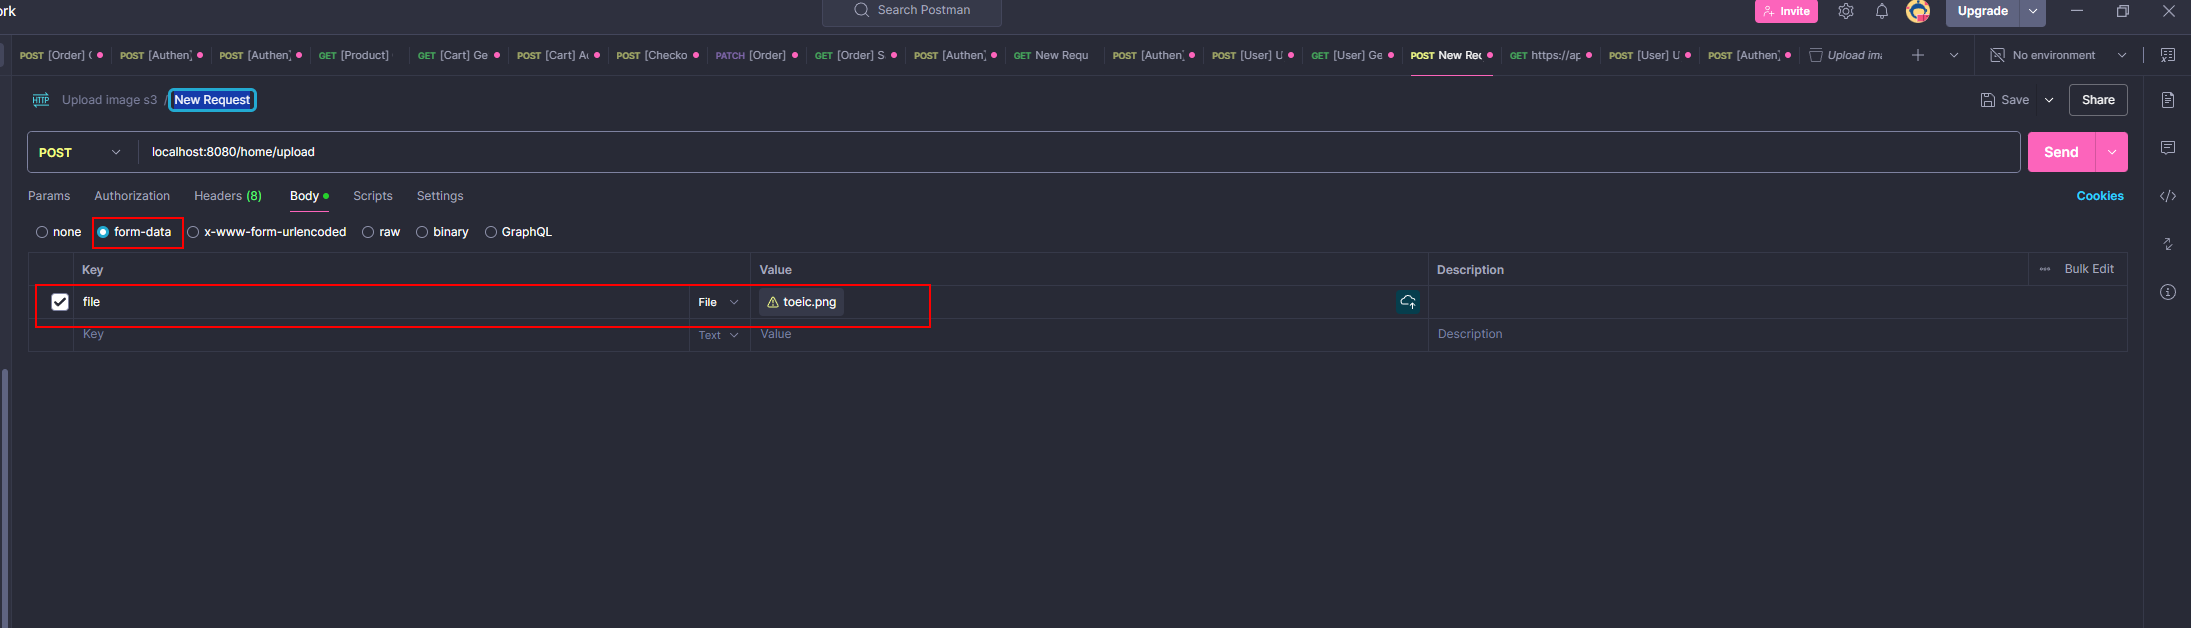 ork
Search Postman
Invite
Upgrade
POST [Order] (
POST [Authen]
POST [Authen]
GET [Product]
GET [Cart] Ge
POST [Cart] A
POST [Checko
PATCH [Order]
GET [Order] S
POST [Authen]
GET New Requ
POST [Authen]
POST [User] U
GET [User] Ge
POST New Rec
GET https://ap
POST [User] U
POST [Authen]
Upload im
No environment
HTTP Upload image s3 / New Request
Save
Share
POST localhost:8080/home/upload
Send
Params Authorization Headers (8) Body Scripts Settings
Cookies
none form-data x-www-form-urlencoded raw binary GraphQL
Key Value Description ••• Bulk Edit
file File toeic.png
Key Text Value Description